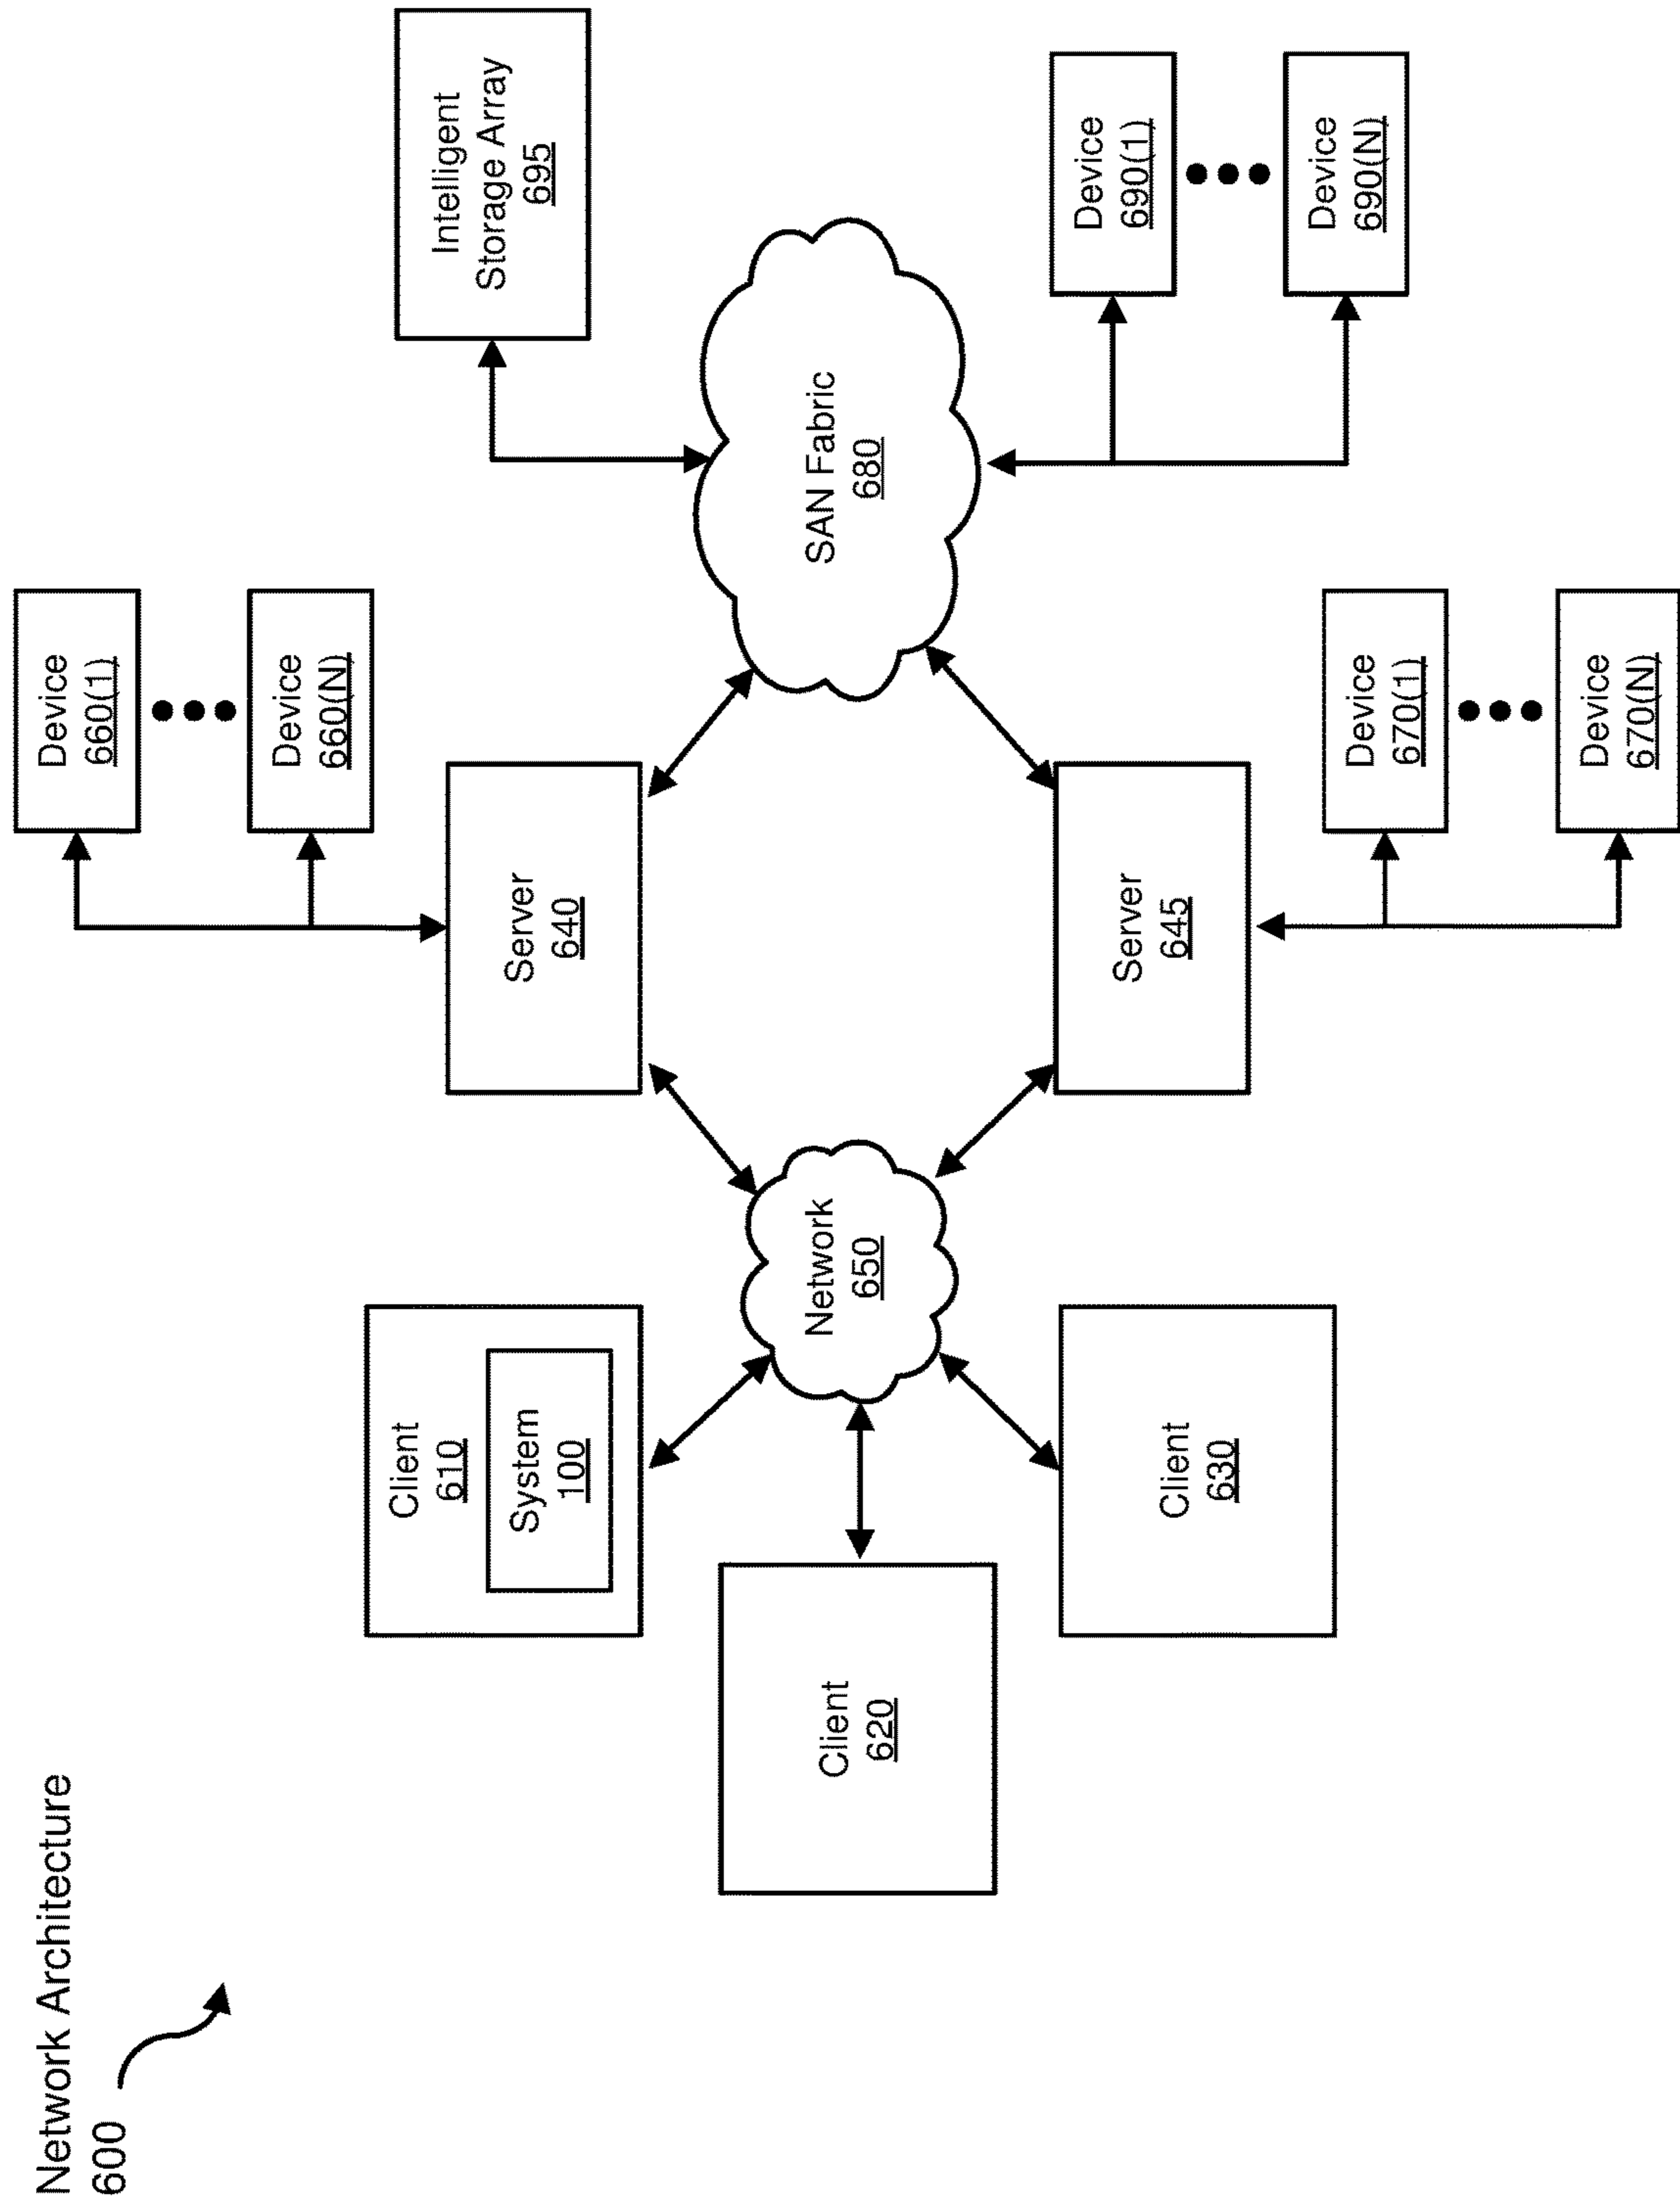 Network Architecture
600
Client
610
System
100
Client
620
Client
630
Network
650
Server
640
Server
645
Device
660(1)
Device
660(N)
Device
670(1)
Device
670(N)
SAN Fabric
680
Intelligent
Storage Array
695
Device
690(1)
Device
690(N)